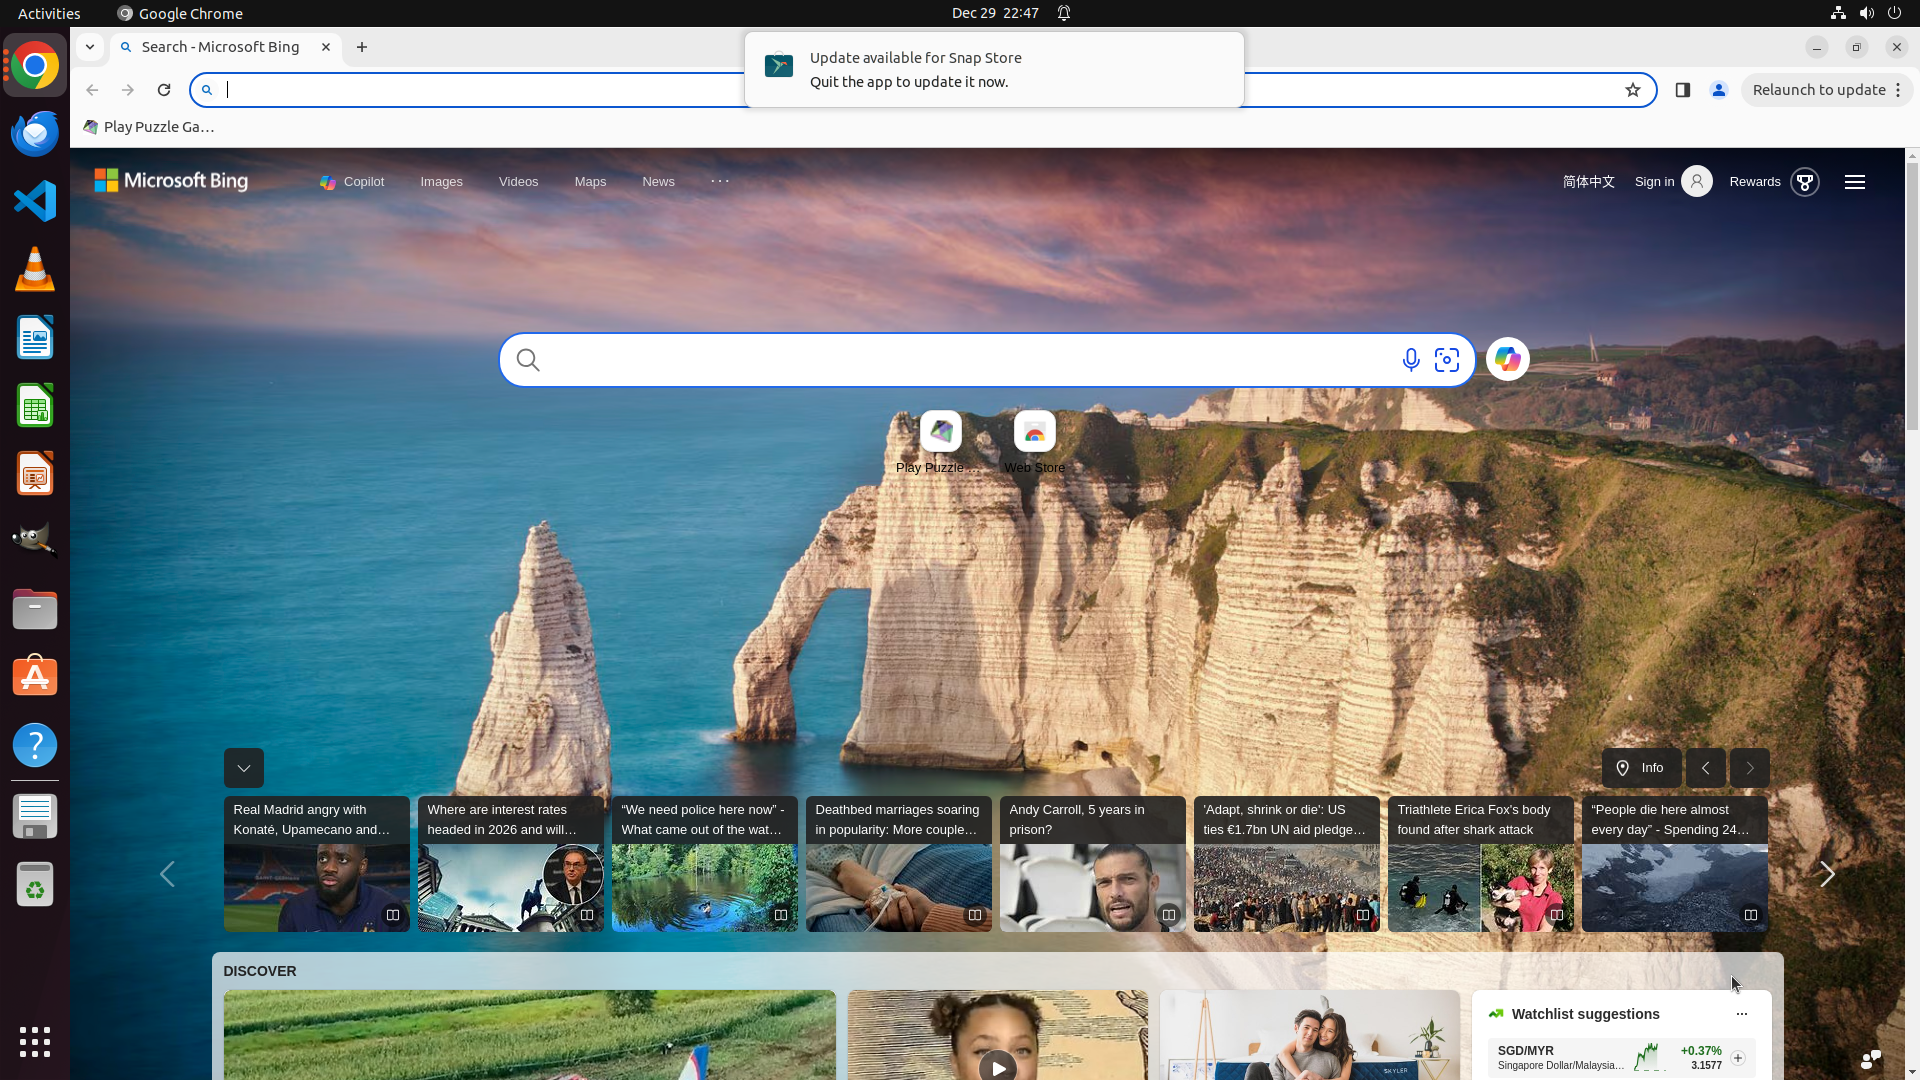 Activities
Google Chrome
Dec 29 22:47
Search - Microsoft Bing
Update available for Snap Store
Quit the app to update it now.
Relaunch to update
Play Puzzle Ga…
Microsoft Bing
Copilot
Images
Videos
Maps
News
简体中文
Sign in
Rewards
Play Puzzle …
Web Store
Info
Real Madrid angry with
Konaté, Upamecano and…
Where are interest rates
headed in 2026 and will…
“We need police here now” -
What came out of the wat…
Deathbed marriages soaring
in popularity: More couple…
Andy Carroll, 5 years in
prison?
'Adapt, shrink or die': US
ties €1.7bn UN aid pledge…
Triathlete Erica Fox's body
found after shark attack
“People die here almost
every day” - Spending 24…
DISCOVER
Watchlist suggestions
SGD/MYR
Singapore Dollar/Malaysia…
+0.37%
3.1577
SKYLER